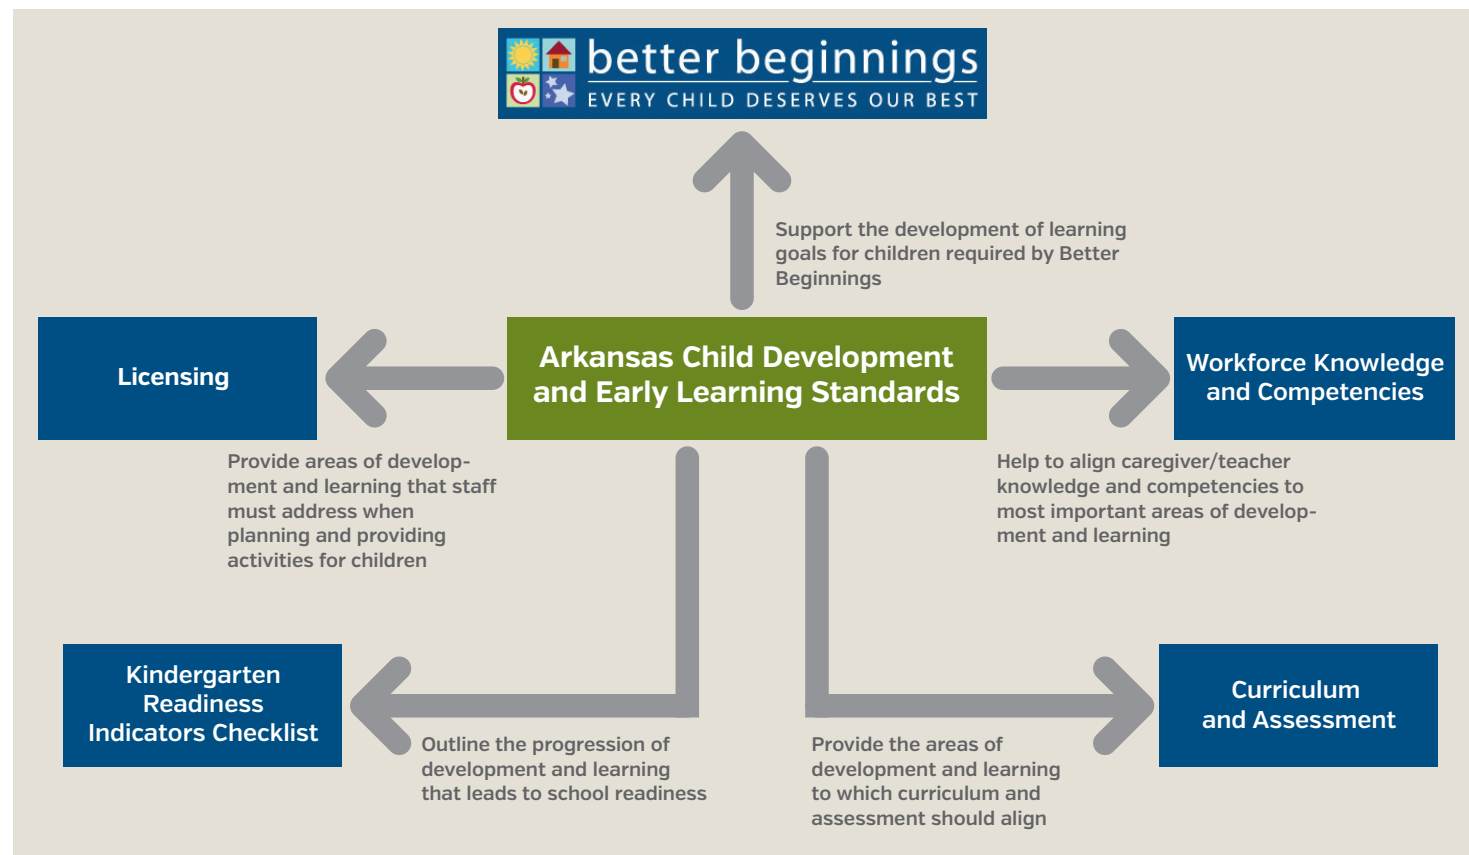 better beginnings
EVERY CHILD DESERVES OUR BEST
Support the development of learning
goals for children required by Better
Beginnings
Licensing
Arkansas Child Development
and Early Learning Standards
Workforce Knowledge
and Competencies
Provide areas of develop-
ment and learning that staff
must address when
planning and providing
activities for children
Help to align caregiver/teacher
knowledge and competencies to
most important areas of develop-
ment and learning
Kindergarten
Readiness
Indicators Checklist
Curriculum
and Assessment
Outline the progression of
development and learning
that leads to school readiness
Provide the areas of
development and learning
to which curriculum and
assessment should align